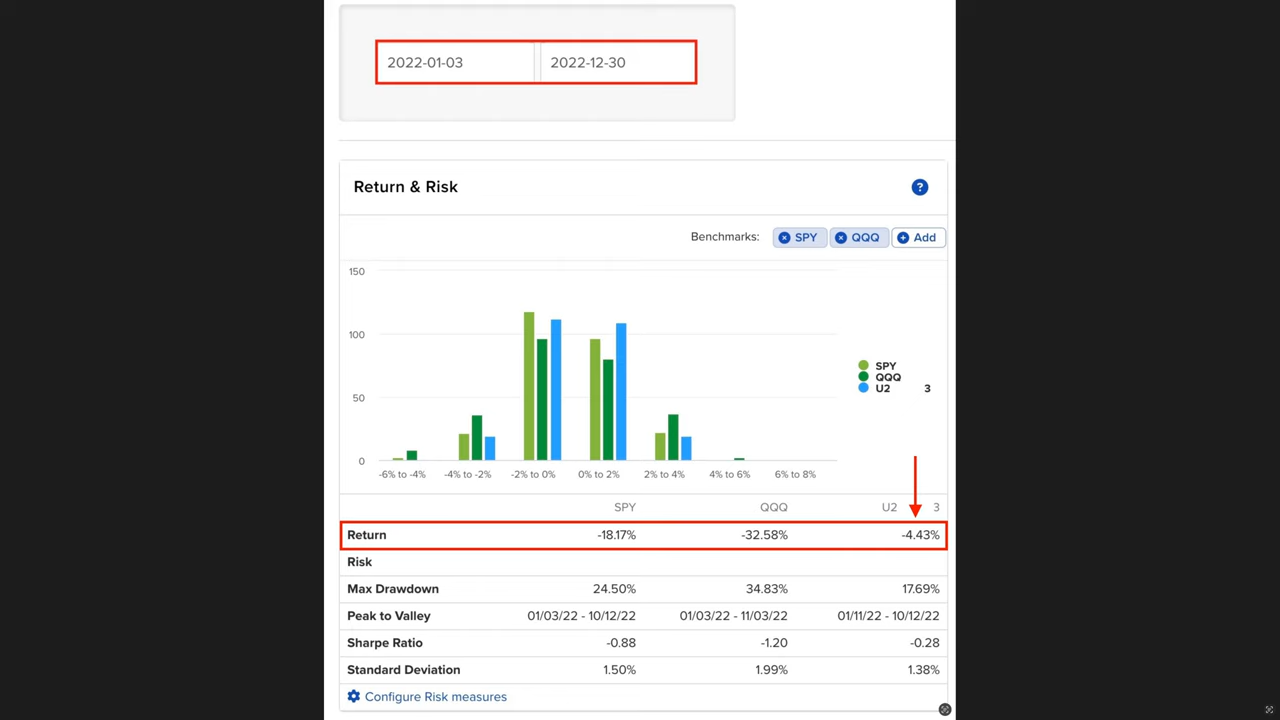 2022-01-03 2022-12-30
Return & Risk ?
Benchmarks: SPY QQQ Add
150
100
50
0
SPY
QQQ
U2 3
-6% to -4% -4% to -2% -2% to 0% 0% to 2% 2% to 4% 4% to 6% 6% to 8%
SPY QQQ U2 3
Return -18.17% -32.58% -4.43%
Risk
Max Drawdown 24.50% 34.83% 17.69%
Peak to Valley 01/03/22 - 10/12/22 01/03/22 - 11/03/22 01/11/22 - 10/12/22
Sharpe Ratio -0.88 -1.20 -0.28
Standard Deviation 1.50% 1.99% 1.38%
Configure Risk measures